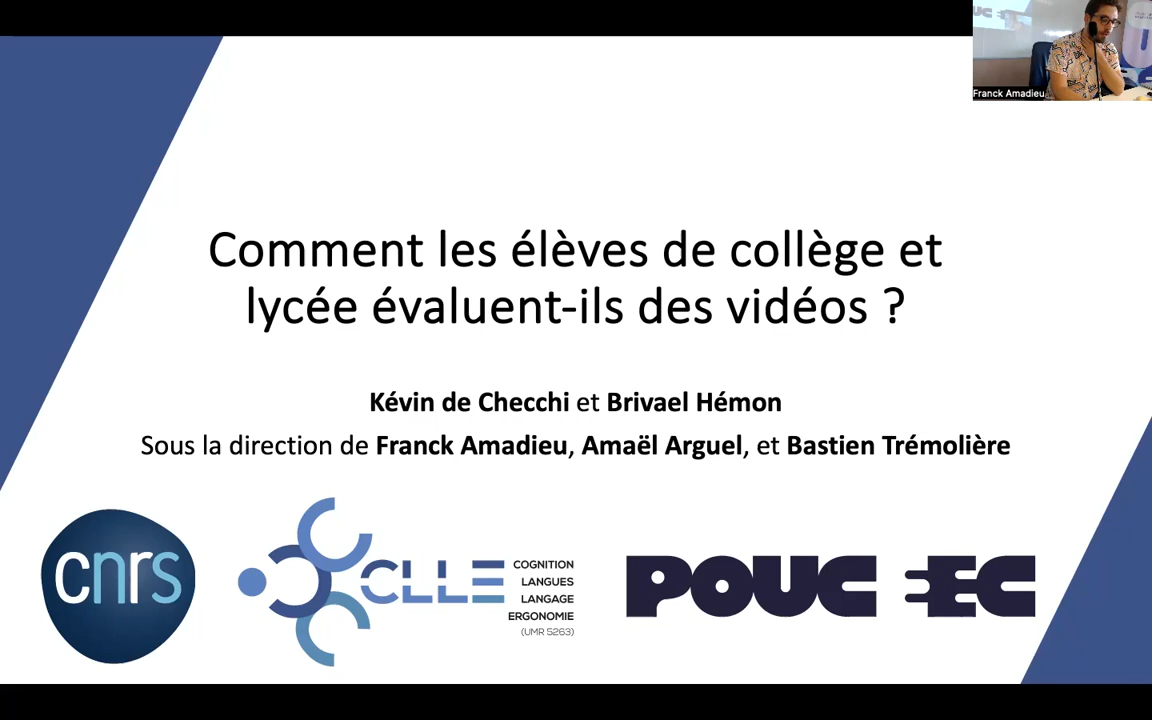 Franck Amadieu
Comment les élèves de collège et
lycée évaluent-ils des vidéos ?
Kévin de Checchi et Brivael Hémon
Sous la direction de Franck Amadieu, Amaël Arguel, et Bastien Trémolière
cnrs
CLLE
COGNITION
LANGUES
LANGAGE
ERGONOMIE
(UMR 5263)
POUCEEC